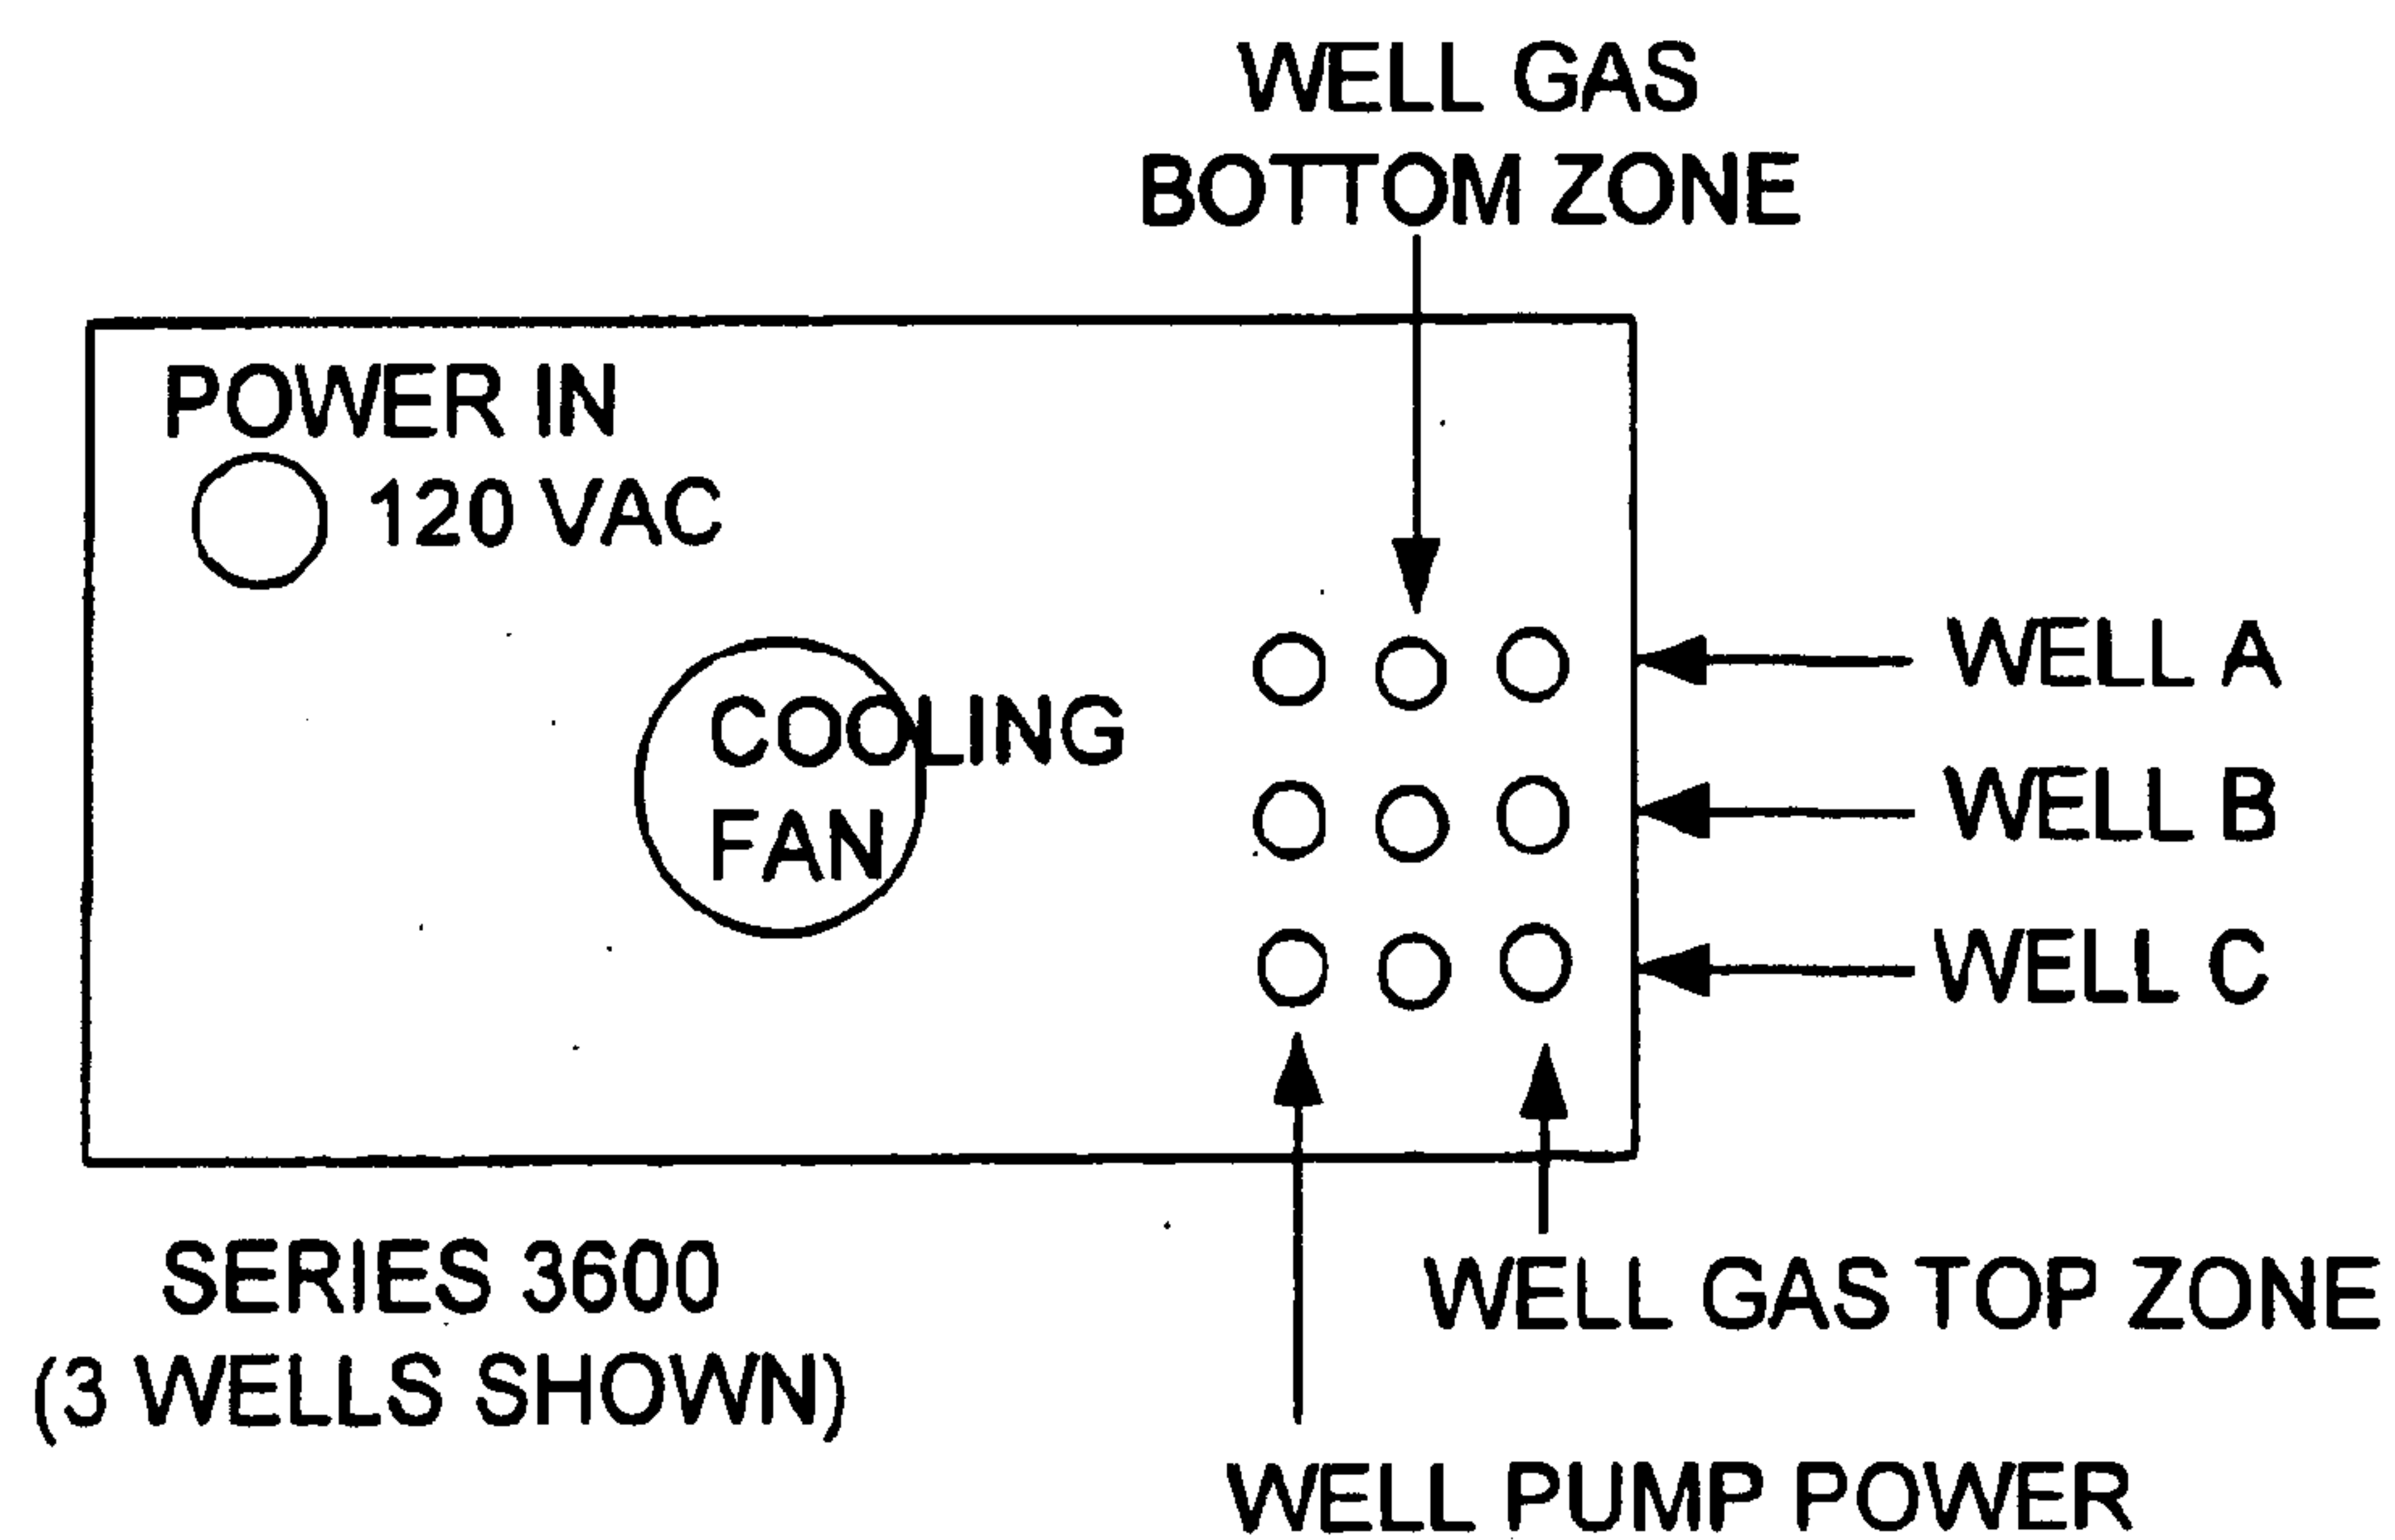 WELL GAS
BOTTOM ZONE
POWER IN
120 VAC
COOLING
FAN
WELL A
WELL B
WELL C
SERIES 3600
(3 WELLS SHOWN)
WELL GAS TOP ZONE
WELL PUMP POWER